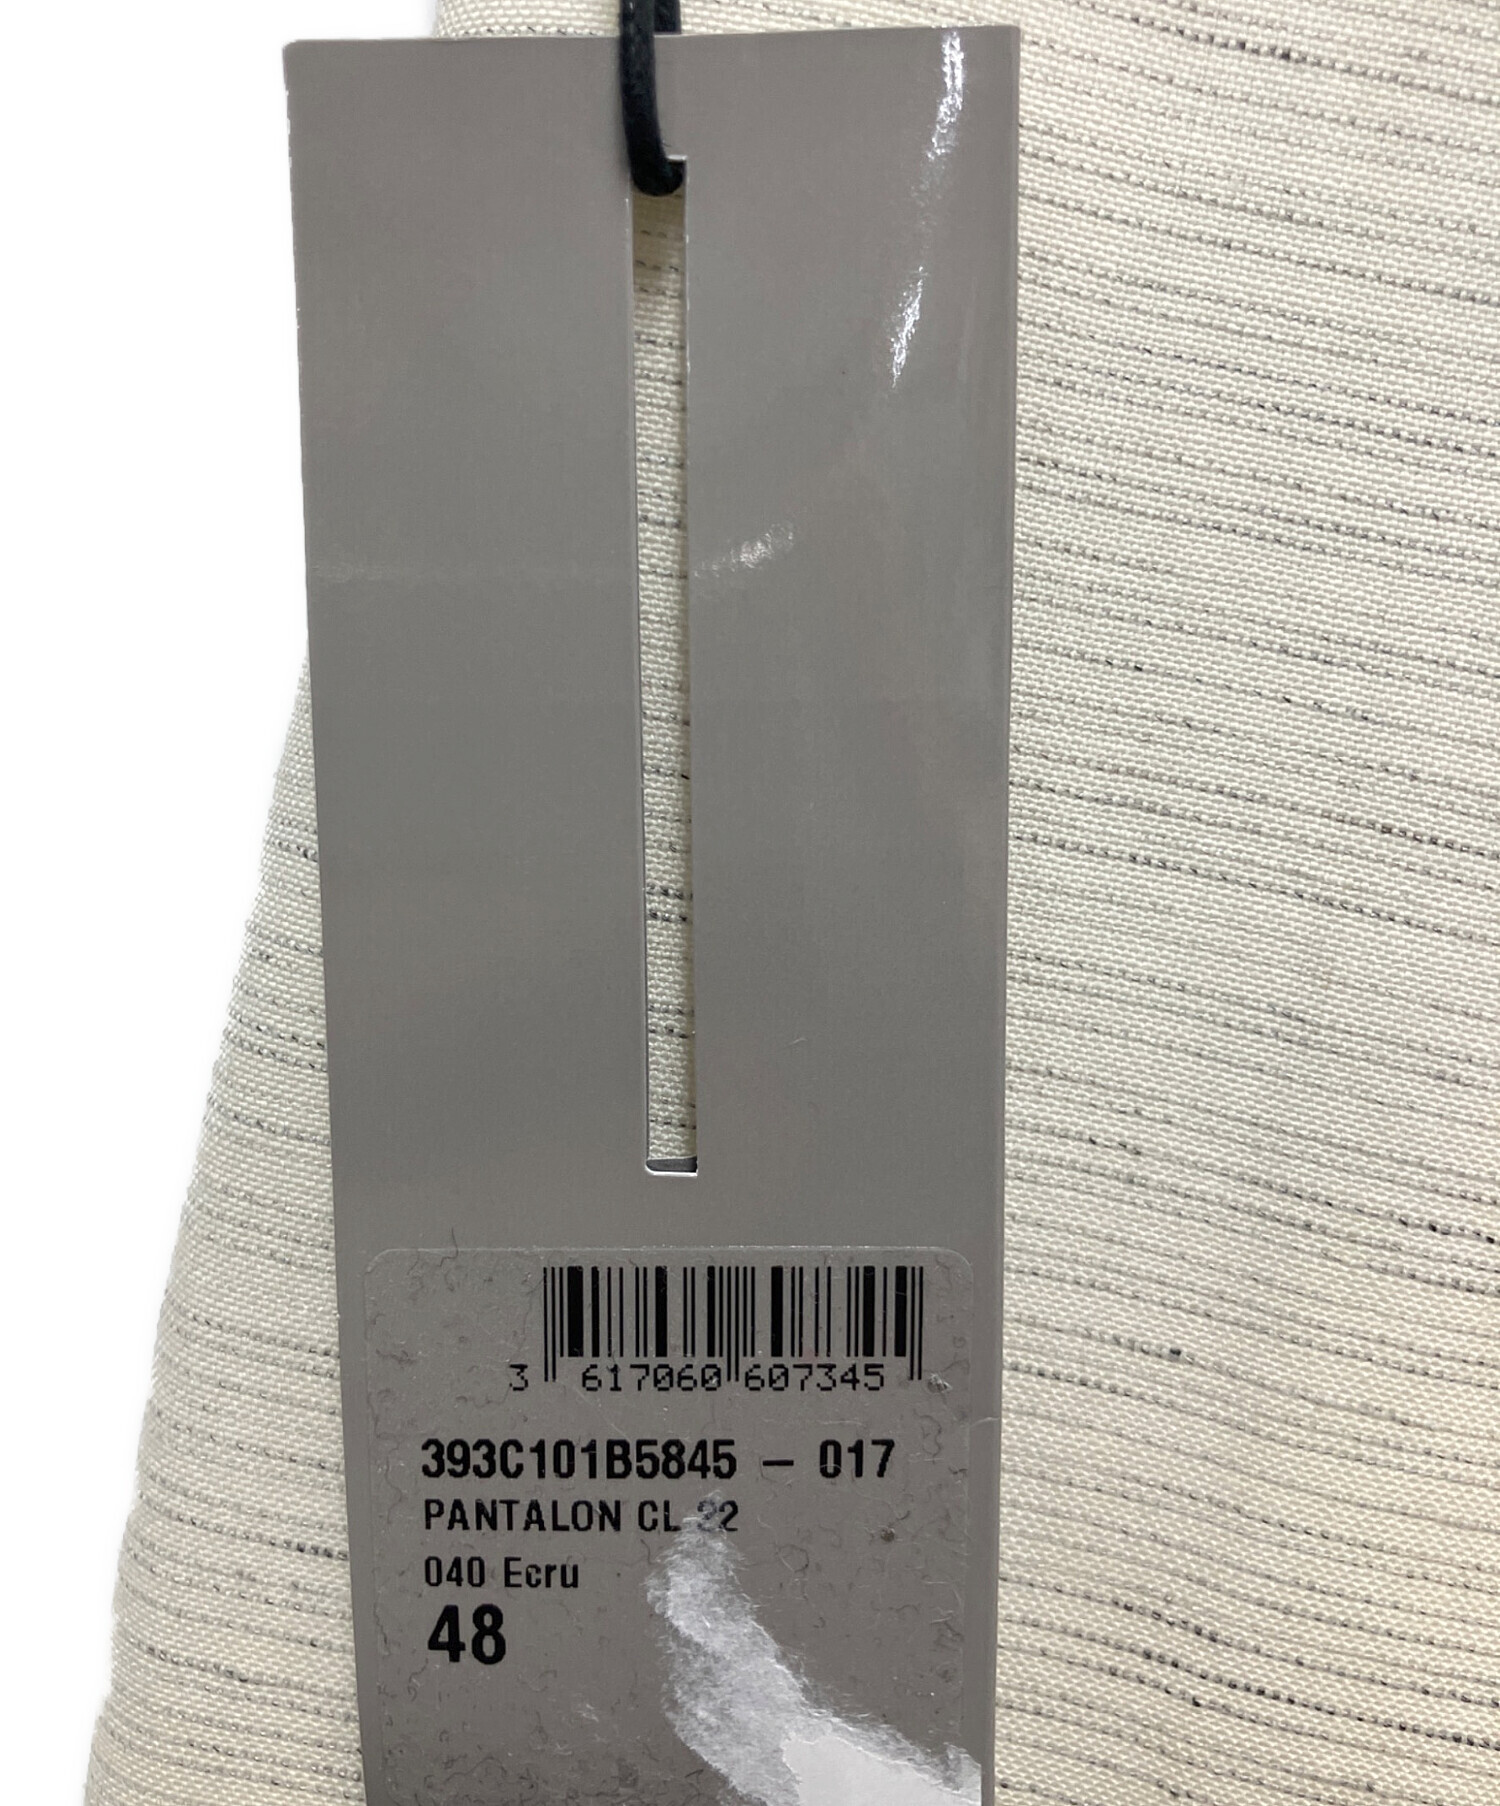 3 617060 607345
393C101B5845 – 017
PANTALON CL 22
040 Ecru
48